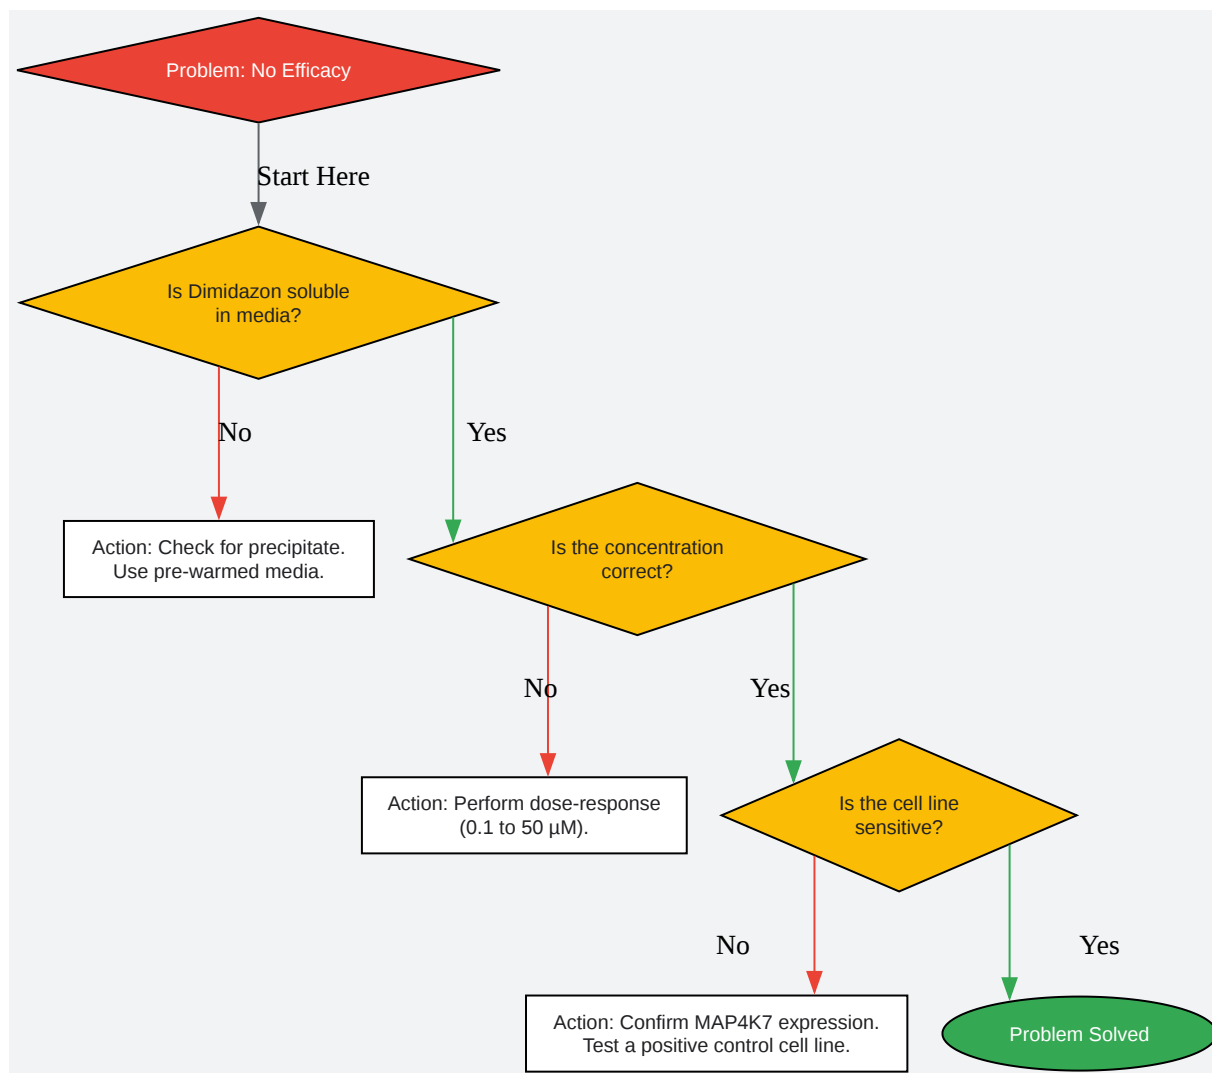 Problem: No Efficacy
Start Here
Is Dimidazon soluble
in media?
No
Yes
Action: Check for precipitate.
Use pre-warmed media.
Is the concentration
correct?
No
Yes
Action: Perform dose-response
(0.1 to 50 µM).
Is the cell line
sensitive?
No
Yes
Action: Confirm MAP4K7 expression.
Test a positive control cell line.
Problem Solved